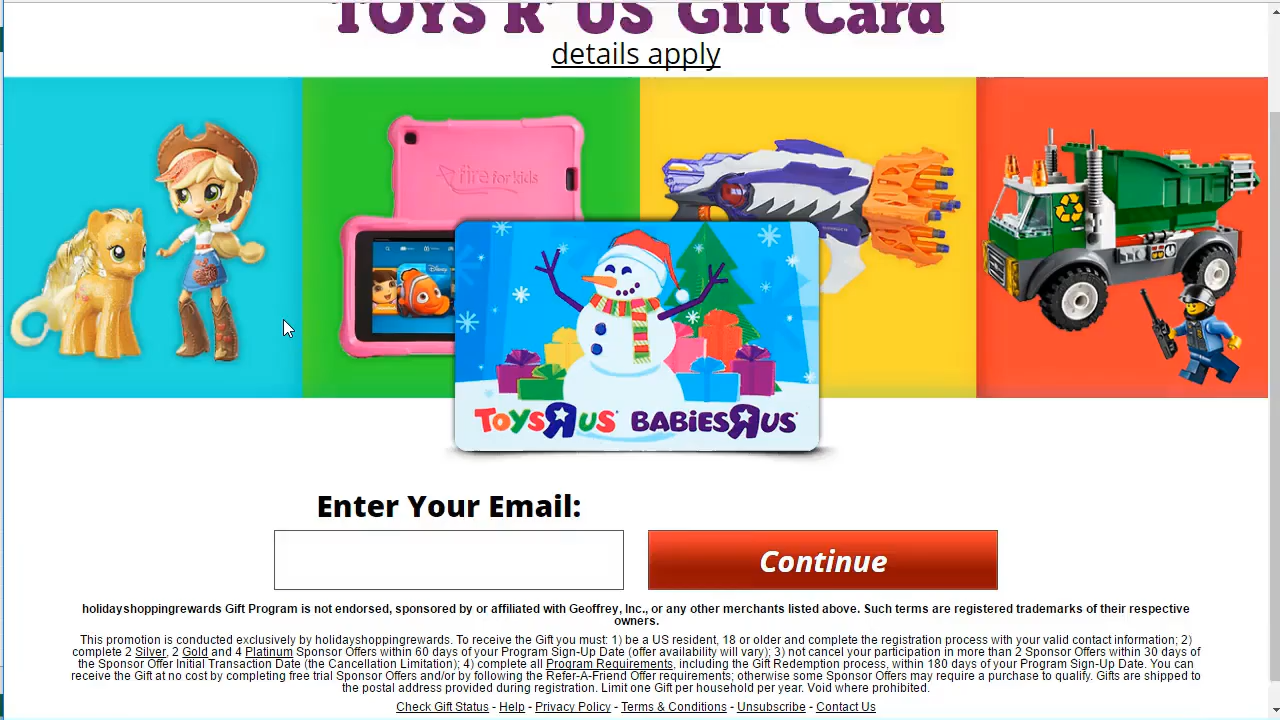 TOYS R' US Gift Card
details apply
fire for kids
Disney
TOYS R US BABIES R US
Enter Your Email:
Continue
holidayshoppingrewards Gift Program is not endorsed, sponsored by or affiliated with Geoffrey, Inc., or any other merchants listed above. Such terms are registered trademarks of their respective
owners.
This promotion is conducted exclusively by holidayshoppingrewards. To receive the Gift you must: 1) be a US resident, 18 or older and complete the registration process with your valid contact information; 2)
complete 2 Silver, 2 Gold and 4 Platinum Sponsor Offers within 60 days of your Program Sign-Up Date (offer availability will vary); 3) not cancel your participation in more than 2 Sponsor Offers within 30 days of
the Sponsor Offer Initial Transaction Date (the Cancellation Limitation); 4) complete all Program Requirements, including the Gift Redemption process, within 180 days of your Program Sign-Up Date. You can
receive the Gift at no cost by completing free trial Sponsor Offers and/or by following the Refer-A-Friend Offer requirements; otherwise some Sponsor Offers may require a purchase to qualify. Gifts are shipped to
the postal address provided during registration. Limit one Gift per household per year. Void where prohibited.
Check Gift Status - Help - Privacy Policy - Terms & Conditions - Unsubscribe - Contact Us